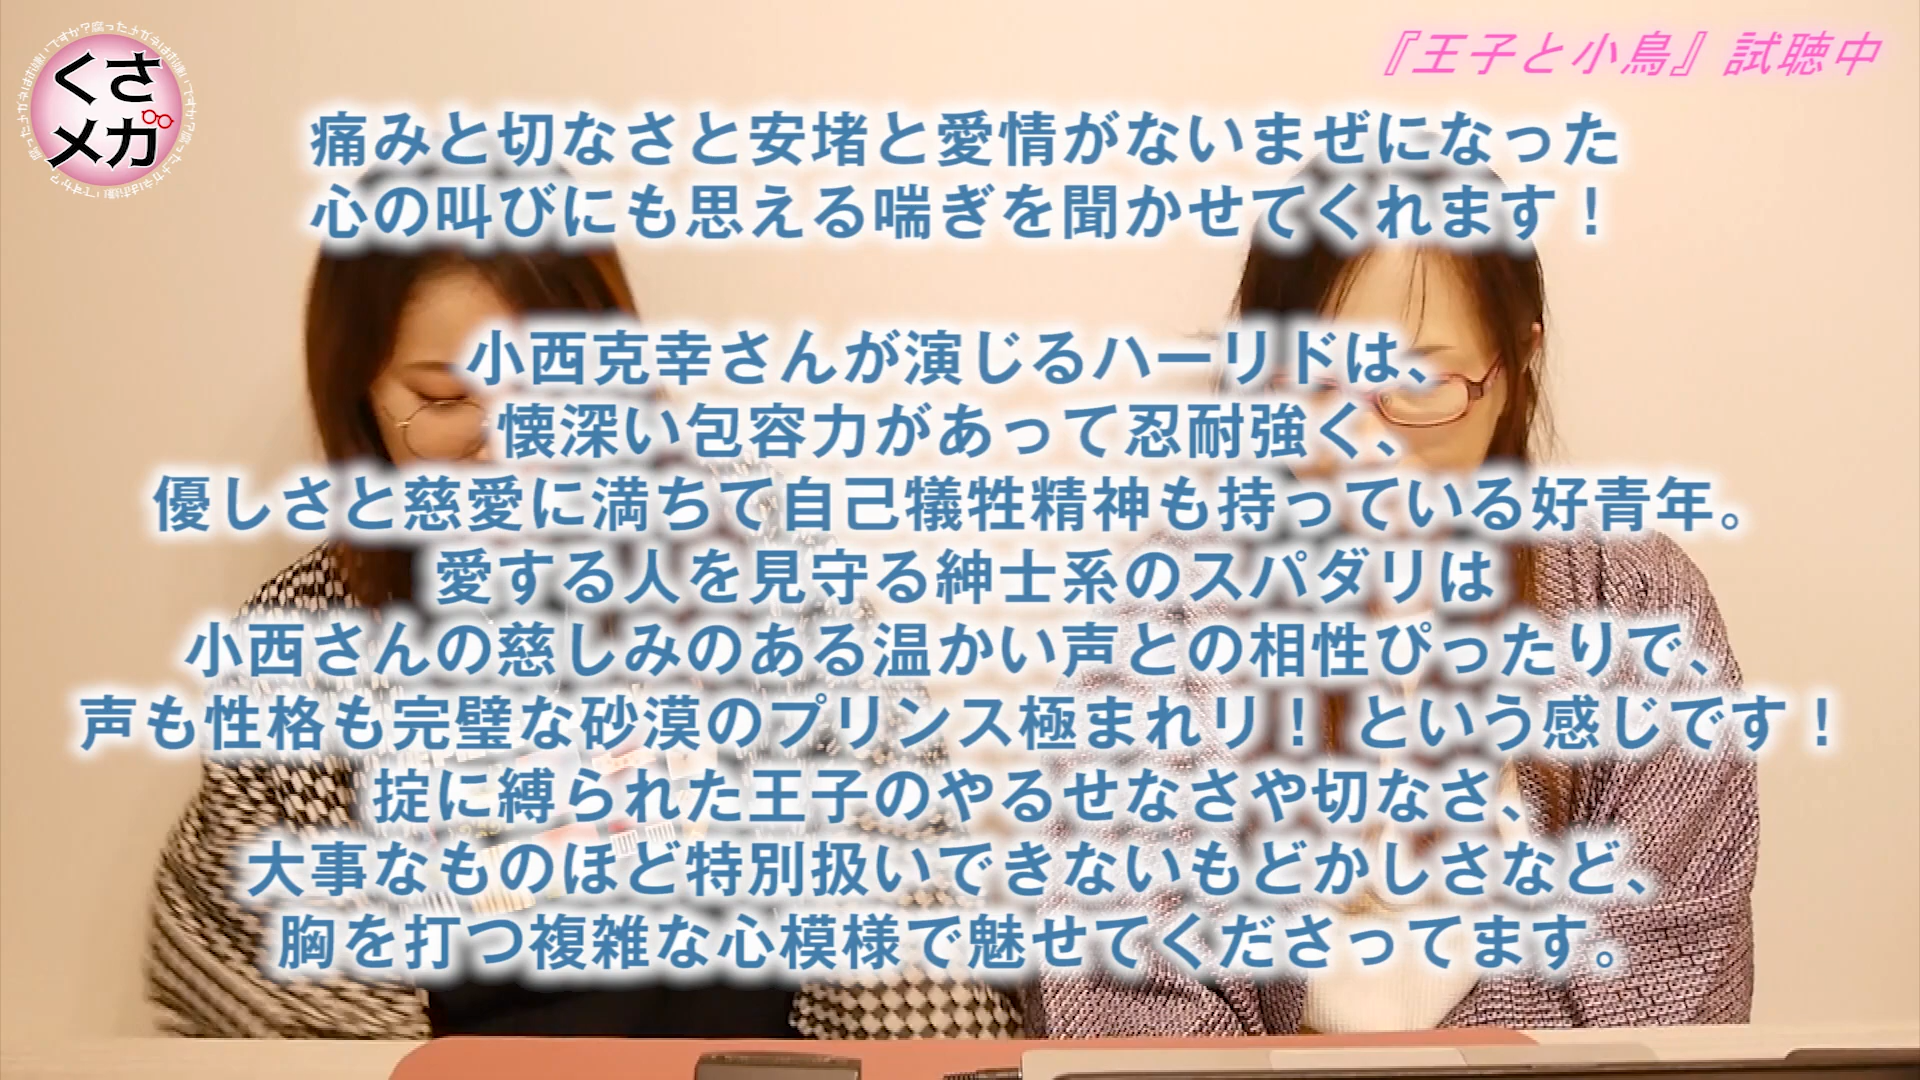 くさ
メガ
『王子と小鳥』試聴中
痛みと切なさと安堵と愛情がないまぜになった
心の叫びにも思える喘ぎを聞かせてくれます！
小西克幸さんが演じるハーリドは、
懐深い包容力があって忍耐強く、
優しさと慈愛に満ちて自己犠牲精神も持っている好青年。
愛する人を見守る紳士系のスパダリは
小西さんの慈しみのある温かい声との相性ぴったりで、
声も性格も完璧な砂漠のプリンス極まれり！ という感じです！
掟に縛られた王子のやるせなさや切なさ、
大事なものほど特別扱いできないもどかしさなど、
胸を打つ複雑な心模様で魅せてくださってます。